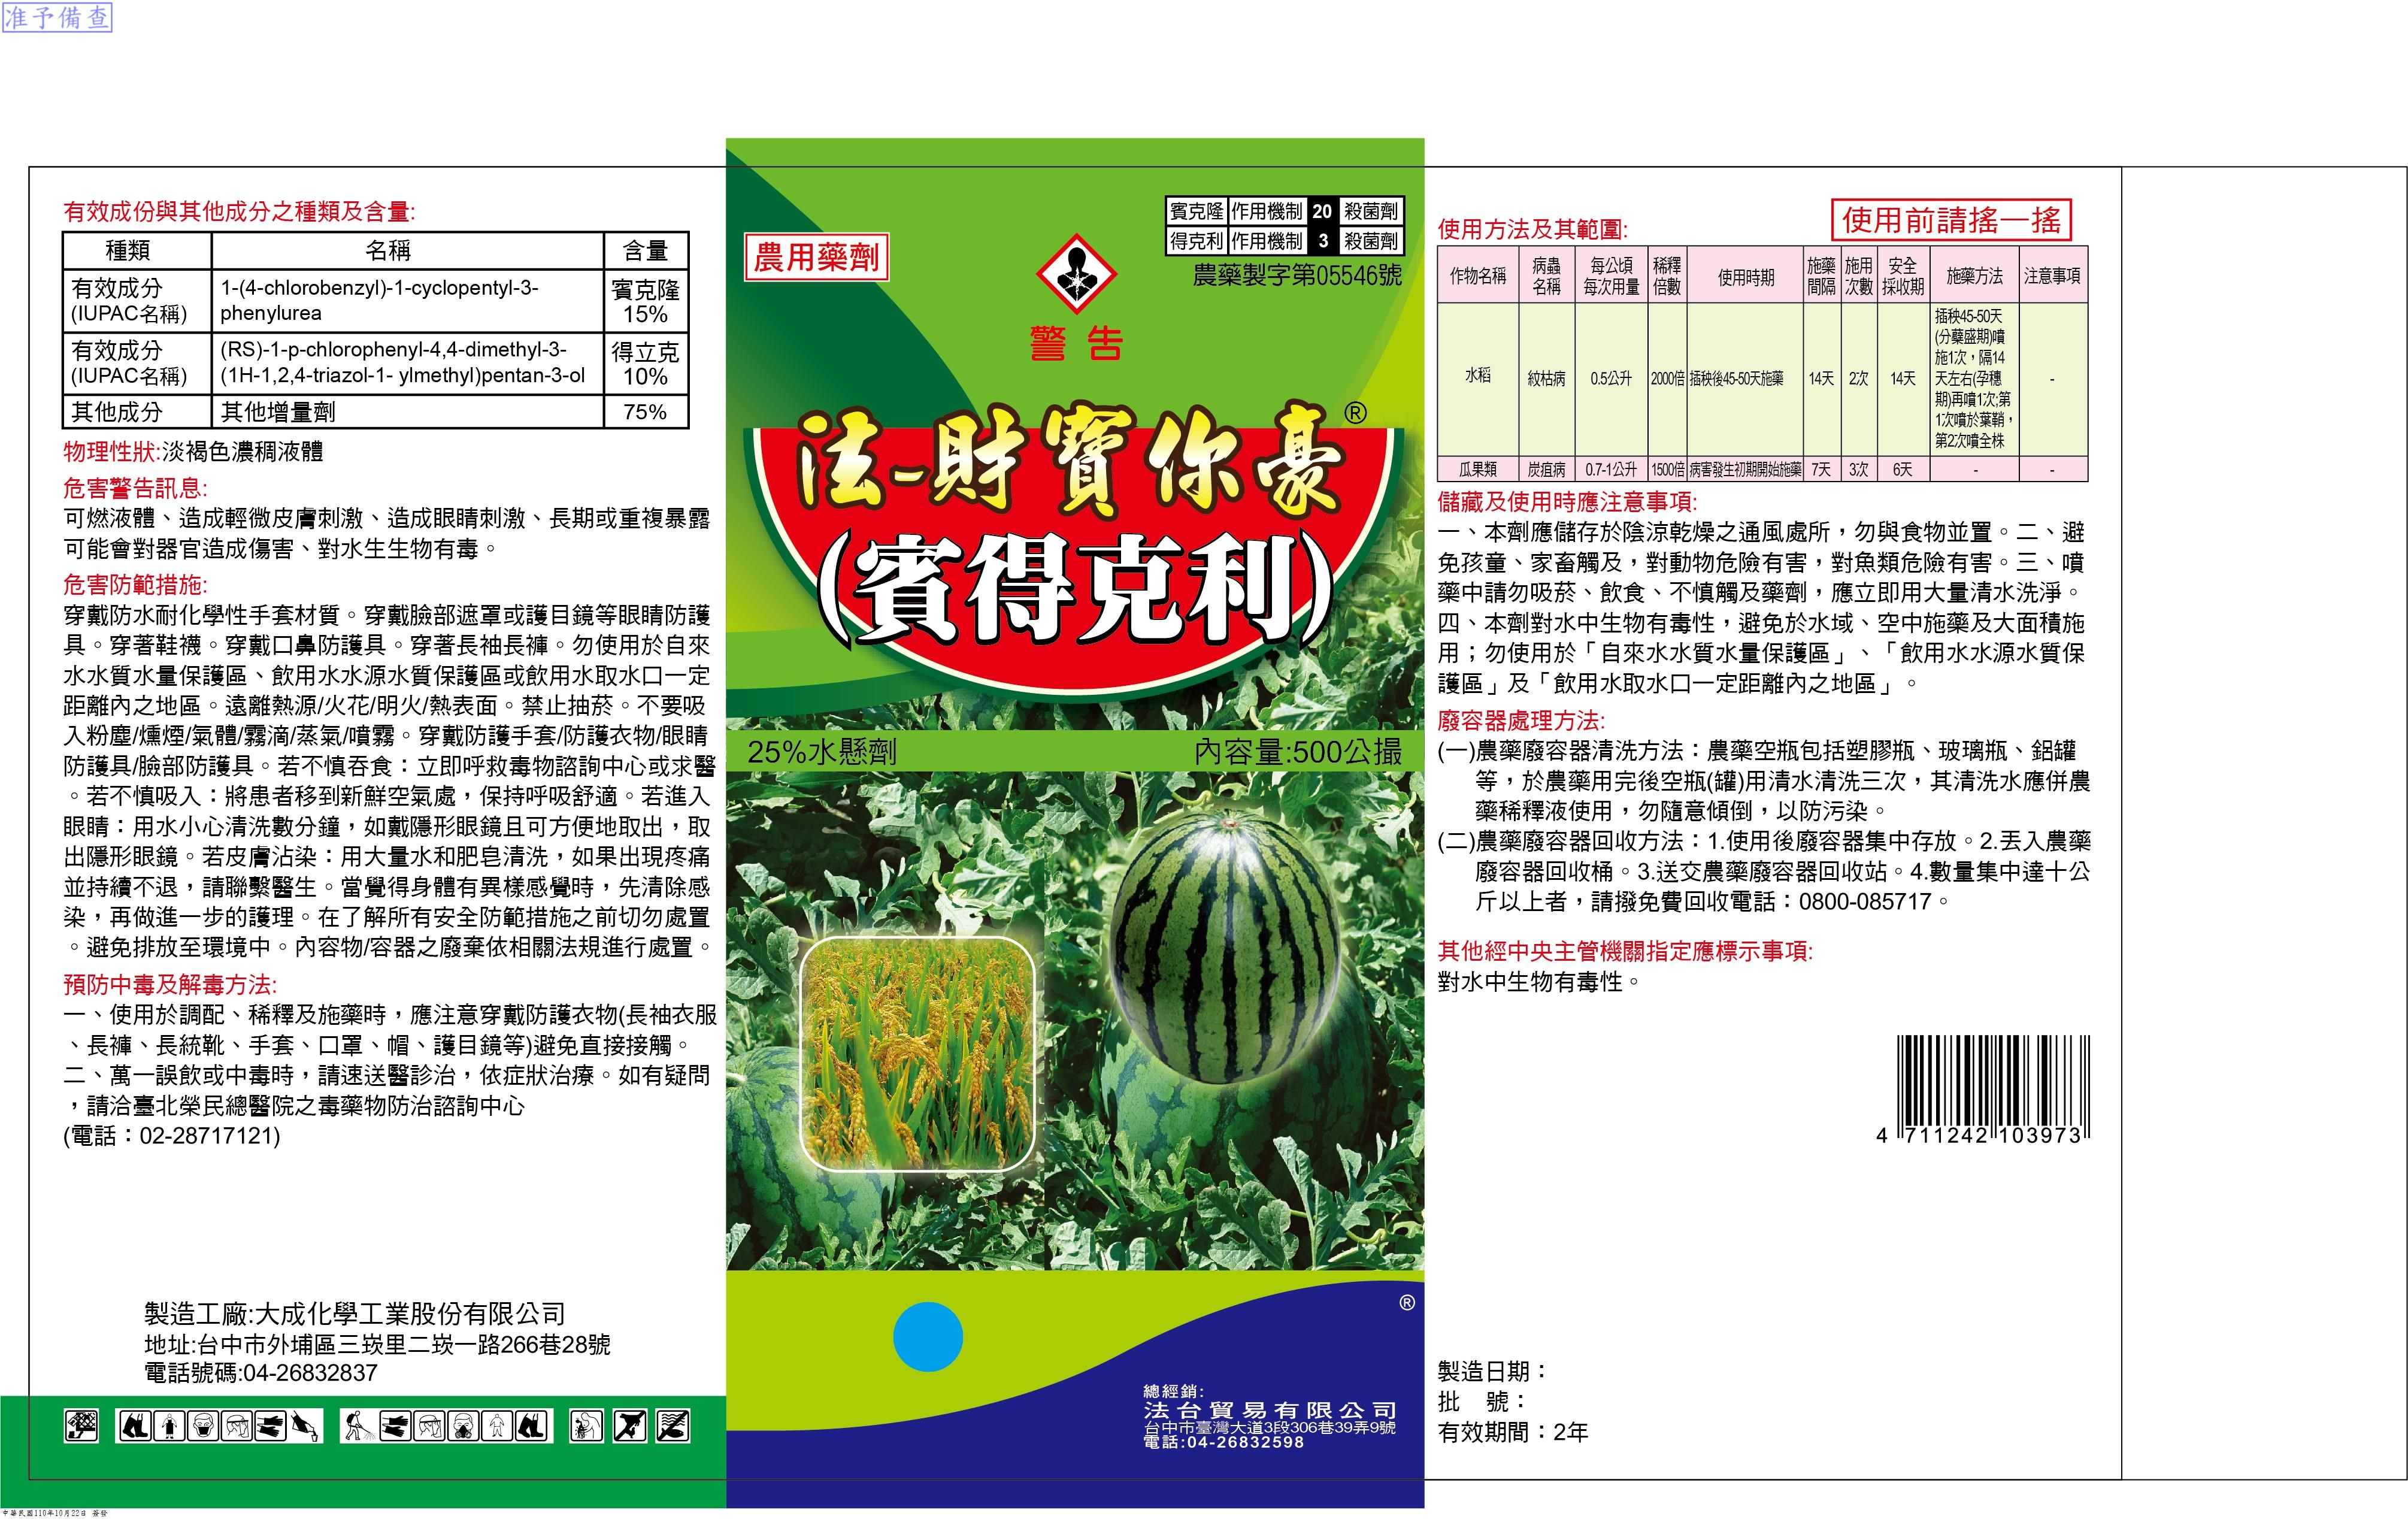 准予備查
有效成份與其他成分之種類及含量:
種類 名稱 含量
有效成分 (IUPAC名稱) 1-(4-chlorobenzyl)-1-cyclopentyl-3-phenylurea 賓克隆 15%
有效成分 (IUPAC名稱) (RS)-1-p-chlorophenyl-4,4-dimethyl-3-(1H-1,2,4-triazol-1- ylmethyl)pentan-3-ol 得立克 10%
其他成分 其他增量劑 75%
物理性狀:淡褐色濃稠液體
危害警告訊息:
可燃液體、造成輕微皮膚刺激、造成眼睛刺激、長期或重複暴露
可能會對器官造成傷害、對水生生物有毒。
危害防範措施:
穿戴防水耐化學性手套材質。穿戴臉部遮罩或護目鏡等眼睛防護
具。穿著鞋襪。穿戴口鼻防護具。穿著長袖長褲。勿使用於自來
水水質水量保護區、飲用水水源水質保護區或飲用水取水口一定
距離內之地區。遠離熱源/火花/明火/熱表面。禁止抽菸。不要吸
入粉塵/燻煙/氣體/霧滴/蒸氣/噴霧。穿戴防護手套/防護衣物/眼睛
防護具/臉部防護具。若不慎吞食：立即呼救毒物諮詢中心或求醫
。若不慎吸入：將患者移到新鮮空氣處，保持呼吸舒適。若進入
眼睛：用水小心清洗數分鐘，如戴隱形眼鏡且可方便地取出，取
出隱形眼鏡。若皮膚沾染：用大量水和肥皂清洗，如果出現疼痛
並持續不退，請聯繫醫生。當覺得身體有異樣感覺時，先清除感
染，再做進一步的護理。在了解所有安全防範措施之前切勿處置
。避免排放至環境中。內容物/容器之廢棄依相關法規進行處置。
預防中毒及解毒方法:
一、使用於調配、稀釋及施藥時，應注意穿戴防護衣物(長袖衣服
、長褲、長統靴、手套、口罩、帽、護目鏡等)避免直接接觸。
二、萬一誤飲或中毒時，請速送醫診治，依症狀治療。如有疑問
，請洽臺北榮民總醫院之毒藥物防治諮詢中心
(電話：02-28717121)
製造工廠:大成化學工業股份有限公司
地址:台中市外埔區三崁里二崁一路266巷28號
電話號碼:04-26832837
農用藥劑
賓克隆 作用機制 20 殺菌劑
得克利 作用機制 3 殺菌劑
農藥製字第05546號
警告
法-財寶你豪®
(賓得克利)
25%水懸劑
內容量:500公撮
®
總經銷:
法台貿易有限公司
台中市臺灣大道3段306巷39弄9號
電話:04-26832598
使用前請搖一搖
使用方法及其範圍:
作物名稱 病蟲名稱 每公頃每次用量 稀釋倍數 使用時期 施藥間隔 施用次數 安全採收期 施藥方法 注意事項
水稻 紋枯病 0.5公升 2000倍 插秧後45-50天施藥 14天 2次 14天 插秧45-50天(分蘗盛期)噴施1次，隔14天左右(孕穗期)再噴1次;第1次噴於葉鞘，第2次噴全株 -
瓜果類 炭疽病 0.7-1公升 1500倍 病害發生初期開始施藥 7天 3次 6天 - -
儲藏及使用時應注意事項:
一、本劑應儲存於陰涼乾燥之通風處所，勿與食物並置。二、避
免孩童、家畜觸及，對動物危險有害，對魚類危險有害。三、噴
藥中請勿吸菸、飲食、不慎觸及藥劑，應立即用大量清水洗淨。
四、本劑對水中生物有毒性，避免於水域、空中施藥及大面積施
用；勿使用於「自來水水質水量保護區」、「飲用水水源水質保
護區」及「飲用水取水口一定距離內之地區」。
廢容器處理方法:
(一)農藥廢容器清洗方法：農藥空瓶包括塑膠瓶、玻璃瓶、鋁罐
等，於農藥用完後空瓶(罐)用清水清洗三次，其清洗水應併農
藥稀釋液使用，勿隨意傾倒，以防污染。
(二)農藥廢容器回收方法：1.使用後廢容器集中存放。2.丟入農藥
廢容器回收桶。3.送交農藥廢容器回收站。4.數量集中達十公
斤以上者，請撥免費回收電話：0800-085717。
其他經中央主管機關指定應標示事項:
對水中生物有毒性。
4 711242 103973
製造日期：
批 號：
有效期間：2年
中華民國110年10月22日 簽發